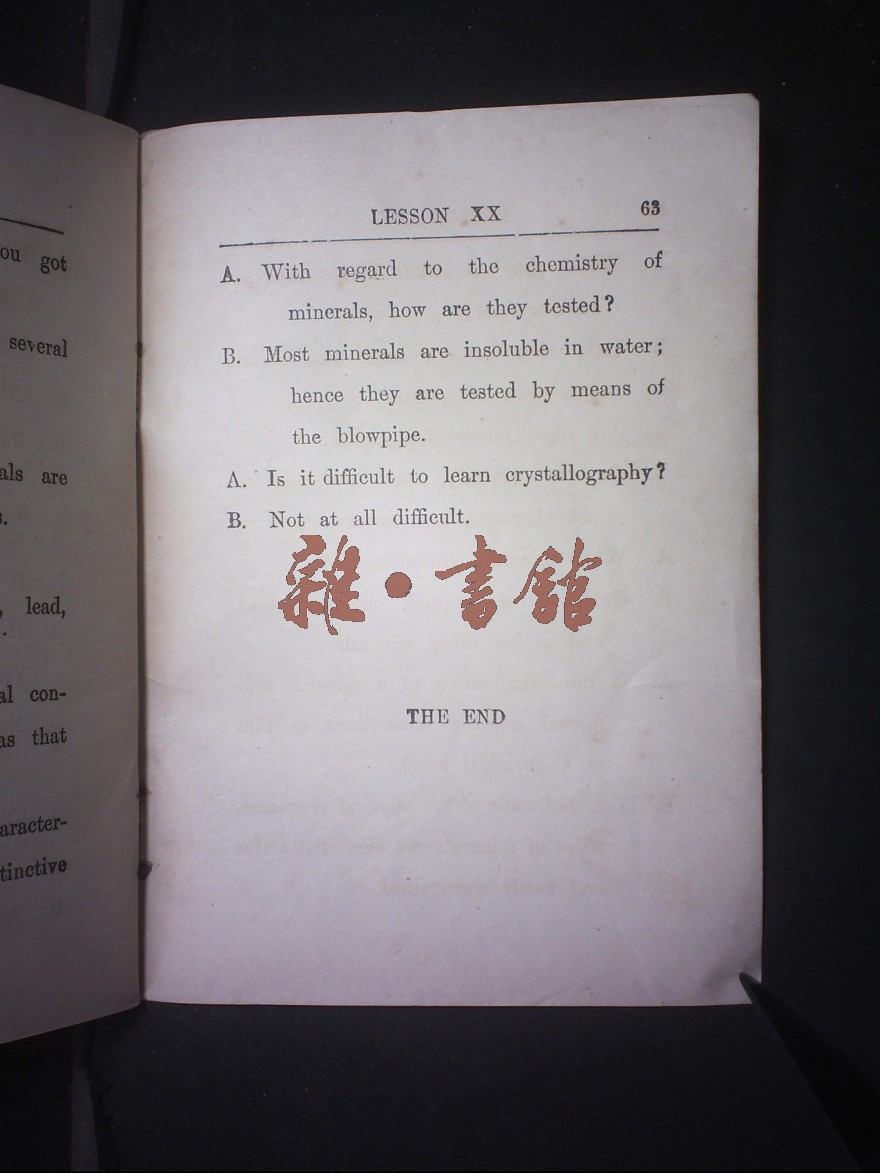 ou got
several
als are
lead,
al con-
as that
aracter-
tinctive
LESSON XX 63
A. With regard to the chemistry of
minerals, how are they tested?
B. Most minerals are insoluble in water;
hence they are tested by means of
the blowpipe.
A. Is it difficult to learn crystallography?
B. Not at all difficult.
雜·書館
THE END